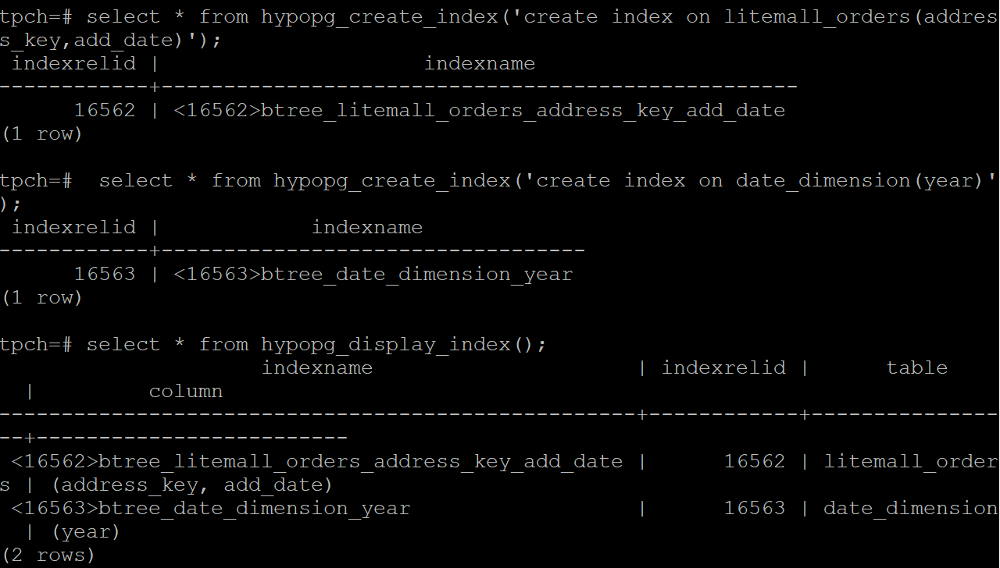 tpch=# select * from hypopg_create_index('create index on litemall_orders(addres
s_key,add_date)');
 indexrelid |                     indexname
------------+---------------------------------------------------
      16562 | <16562>btree_litemall_orders_address_key_add_date
(1 row)

tpch=#  select * from hypopg_create_index('create index on date_dimension(year)'
);
 indexrelid |            indexname
------------+----------------------------------
      16563 | <16563>btree_date_dimension_year
(1 row)

tpch=# select * from hypopg_display_index();
                     indexname                     | indexrelid |      table
  |         column
---------------------------------------------------+------------+---------------
--+-------------------------
 <16562>btree_litemall_orders_address_key_add_date |      16562 | litemall_order
s | (address_key, add_date)
 <16563>btree_date_dimension_year                  |      16563 | date_dimension
  | (year)
(2 rows)